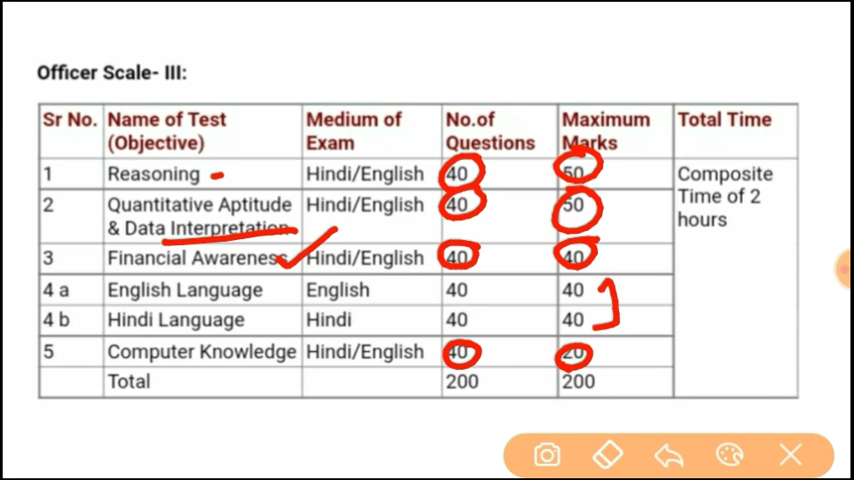 Officer Scale- III:
Sr No. Name of Test Medium of No.of Maximum Total Time
(Objective) Exam Questions Marks
1 Reasoning Hindi/English 40 50 Composite
2 Quantitative Aptitude Hindi/English 40 50 Time of 2
& Data Interpretation hours
3 Financial Awareness Hindi/English 40 40
4 a English Language English 40 40
4 b Hindi Language Hindi 40 40
5 Computer Knowledge Hindi/English 40 20
Total 200 200